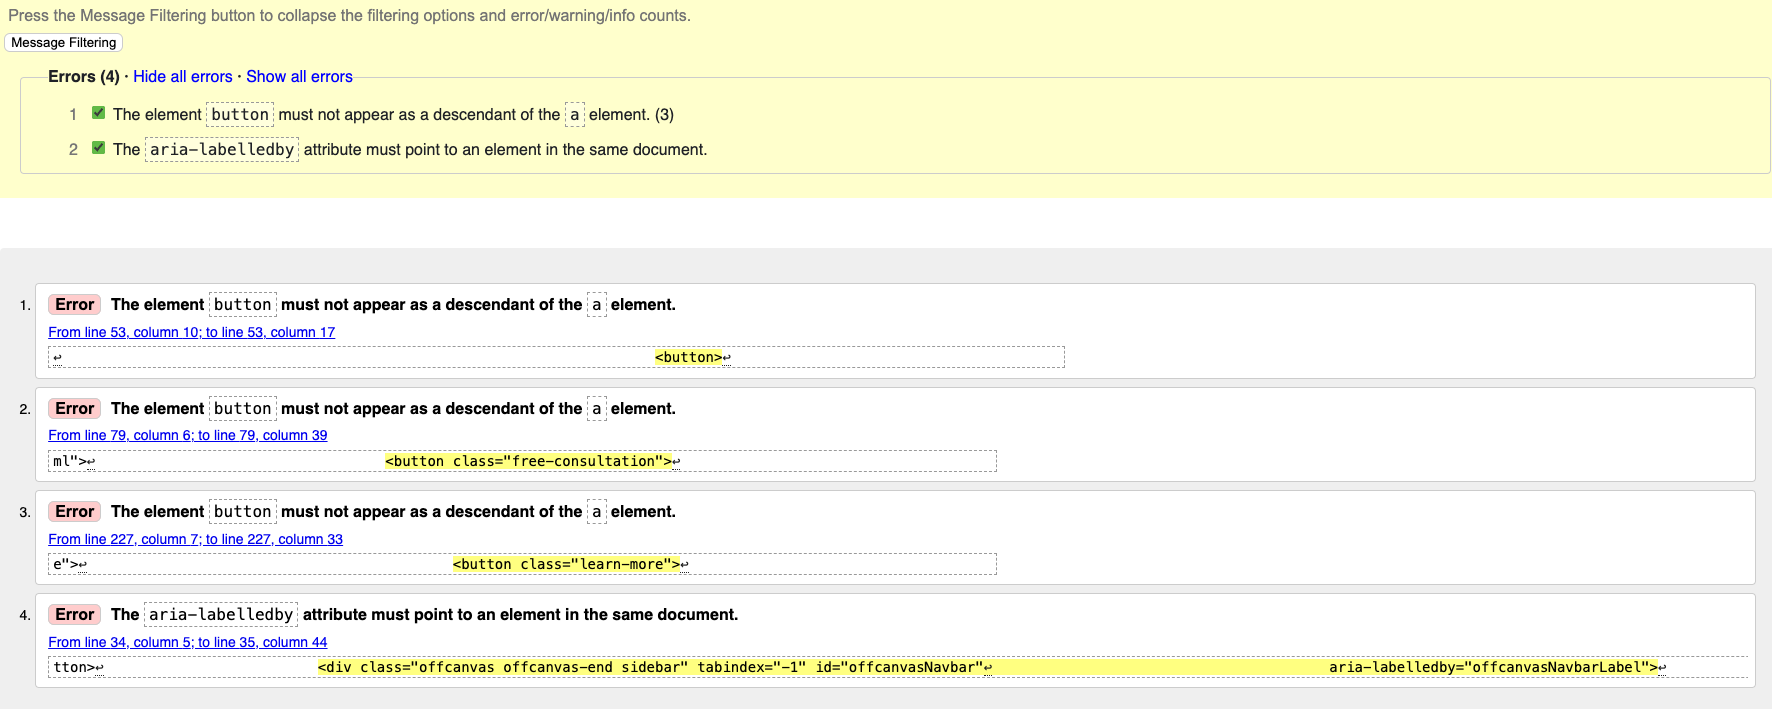 Press the Message Filtering button to collapse the filtering options and error/warning/info counts.
Message Filtering
Errors (4) · Hide all errors · Show all errors
1 The element button must not appear as a descendant of the a element. (3)
2 The aria-labelledby attribute must point to an element in the same document.
1. Error The element button must not appear as a descendant of the a element.
From line 53, column 10; to line 53, column 17
↩ <button>↩
2. Error The element button must not appear as a descendant of the a element.
From line 79, column 6; to line 79, column 39
ml">↩ <button class="free-consultation">↩
3. Error The element button must not appear as a descendant of the a element.
From line 227, column 7; to line 227, column 33
e">↩ <button class="learn-more">↩
4. Error The aria-labelledby attribute must point to an element in the same document.
From line 34, column 5; to line 35, column 44
tton>↩ <div class="offcanvas offcanvas-end sidebar" tabindex="-1" id="offcanvasNavbar"↩ aria-labelledby="offcanvasNavbarLabel">↩